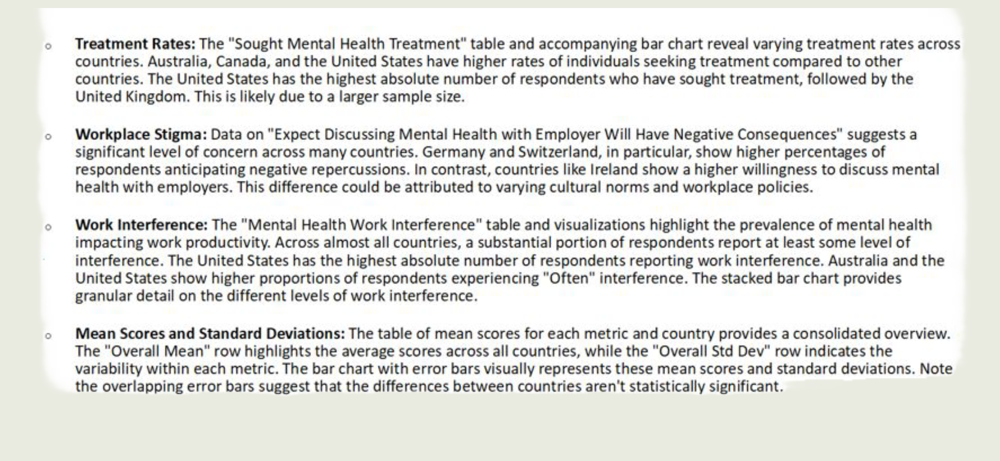 Treatment Rates: The "Sought Mental Health Treatment" table and accompanying bar chart reveal varying treatment rates across
countries. Australia, Canada, and the United States have higher rates of individuals seeking treatment compared to other
countries. The United States has the highest absolute number of respondents who have sought treatment, followed by the
United Kingdom. This is likely due to a larger sample size.
Workplace Stigma: Data on "Expect Discussing Mental Health with Employer Will Have Negative Consequences" suggests a
significant level of concern across many countries. Germany and Switzerland, in particular, show higher percentages of
respondents anticipating negative repercussions. In contrast, countries like Ireland show a higher willingness to discuss mental
health with employers. This difference could be attributed to varying cultural norms and workplace policies.
Work Interference: The "Mental Health Work Interference" table and visualizations highlight the prevalence of mental health
impacting work productivity. Across almost all countries, a substantial portion of respondents report at least some level of
interference. The United States has the highest absolute number of respondents reporting work interference. Australia and the
United States show higher proportions of respondents experiencing "Often" interference. The stacked bar chart provides
granular detail on the different levels of work interference.
Mean Scores and Standard Deviations: The table of mean scores for each metric and country provides a consolidated overview.
The "Overall Mean" row highlights the average scores across all countries, while the "Overall Std Dev" row indicates the
variability within each metric. The bar chart with error bars visually represents these mean scores and standard deviations. Note
the overlapping error bars suggest that the differences between countries aren't statistically significant.